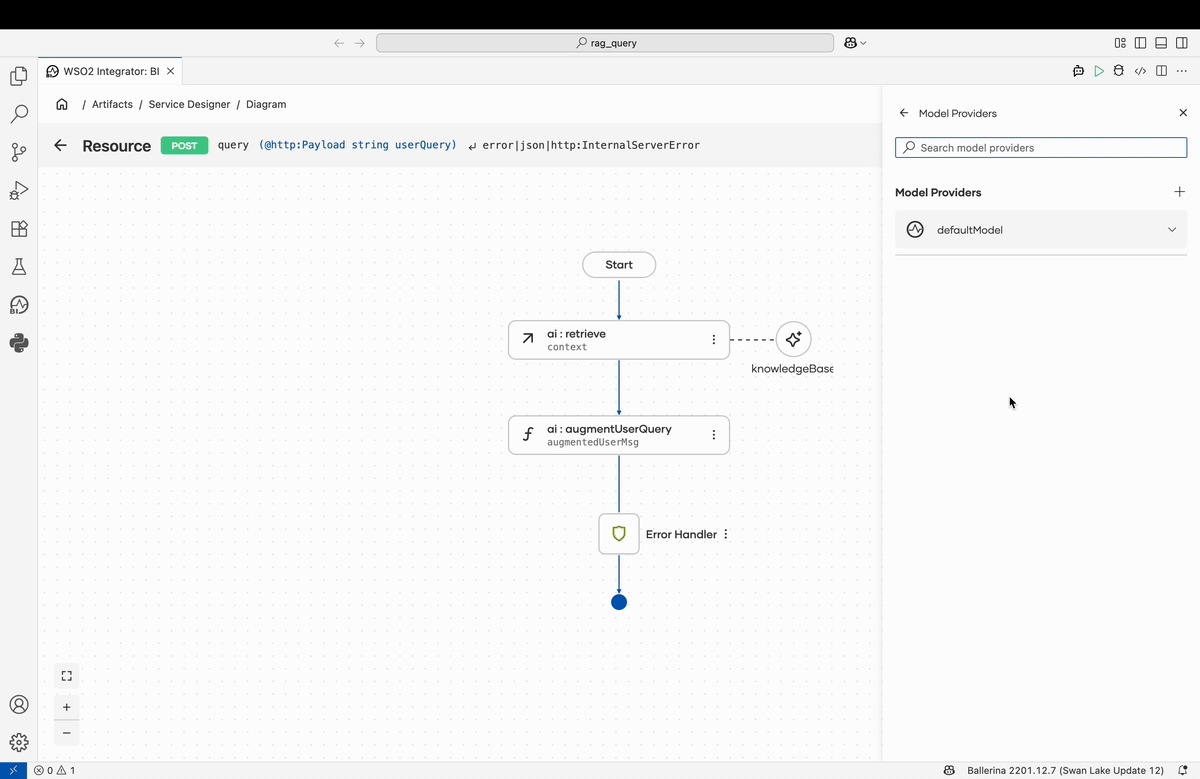 rag_query
WSO2 Integrator: BI
/ Artifacts / Service Designer / Diagram
Resource POST query (@http:Payload string userQuery) error|json|http:InternalServerError
Start
ai : retrieve
context
knowledgeBase
ai : augmentUserQuery
augmentedUserMsg
Error Handler
Model Providers
Search model providers
Model Providers
defaultModel
0 1
Ballerina 2201.12.7 (Swan Lake Update 12)